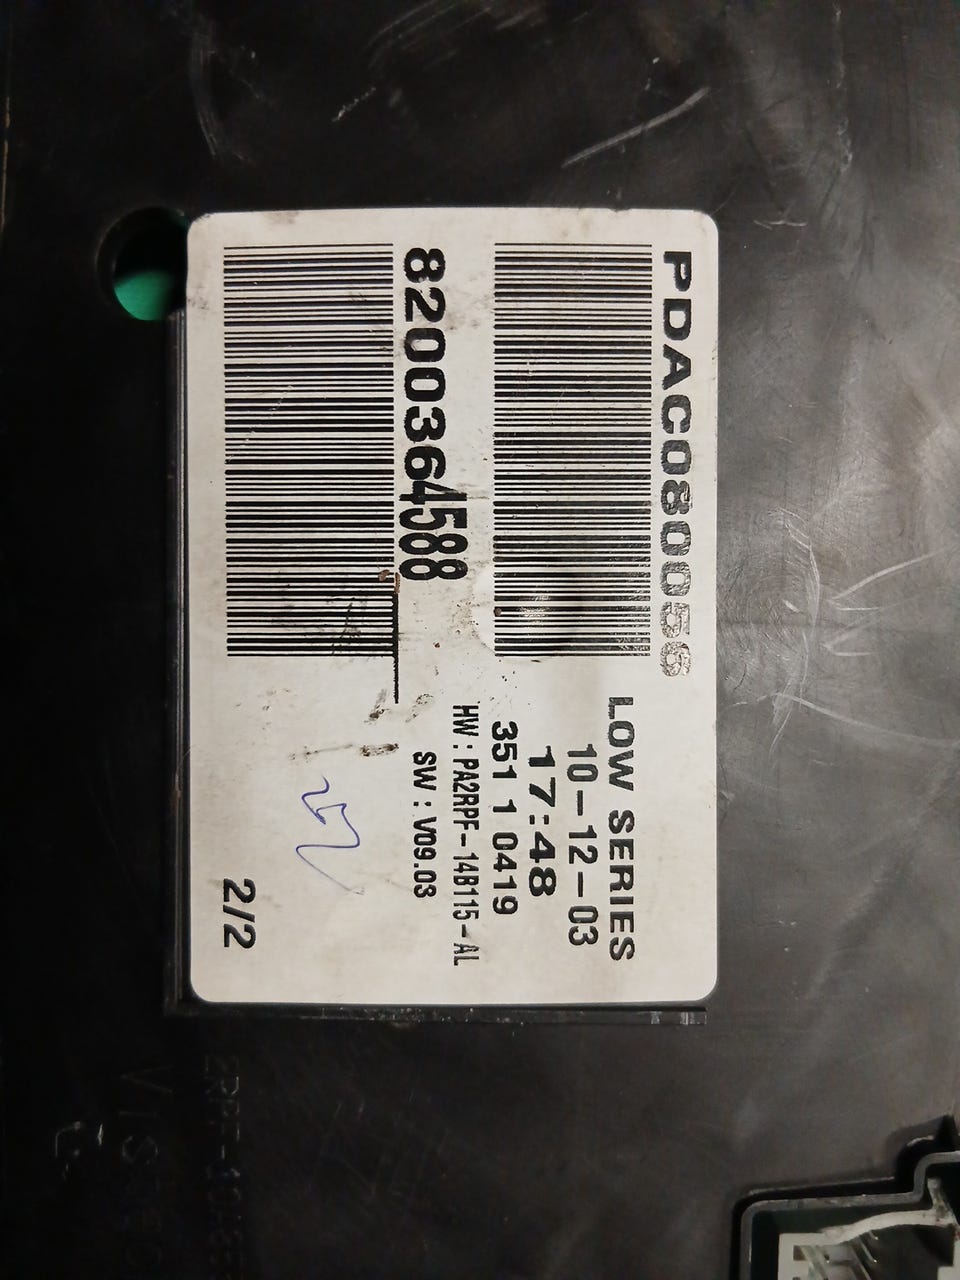 PDAC080056
8200364588
LOW SERIES
10-12-03
17:48
351 1 0419
HW : PA2RPF-14B115-AL
SW : V09.03
2/2